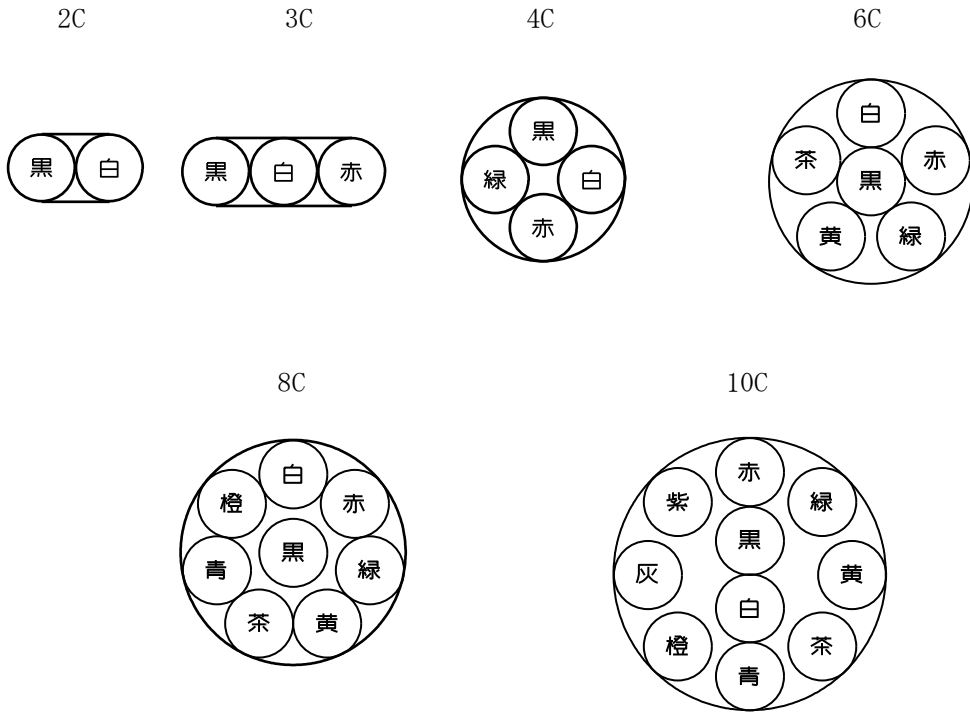 2C
3C
4C
6C
黒 白
黒 白 赤
黒
緑 白
赤
白
茶 赤
黒
黄 緑
8C
10C
白
橙 赤
黒
青 緑
茶 黄
赤
紫 緑
黒
灰 黄
白
橙 茶
青